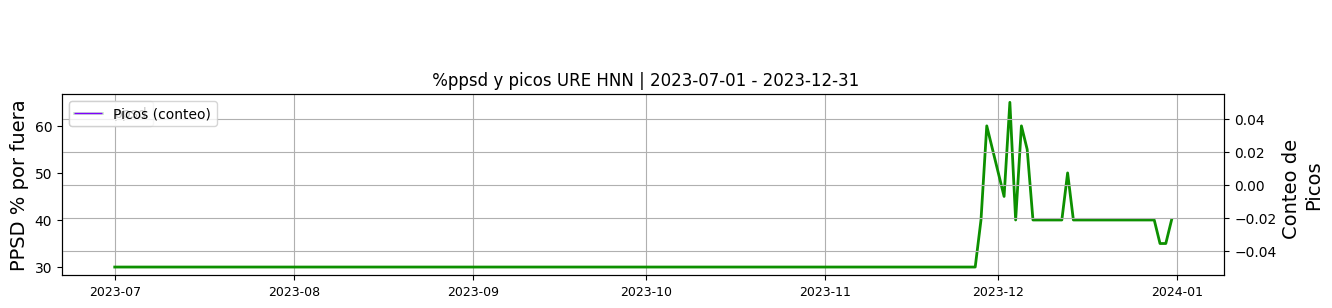 %ppsd y picos URE HNN | 2023-07-01 - 2023-12-31
PPSD % por fuera
60
50
40
30
Picos (conteo)
0.04
0.02
0.00
−0.02
−0.04
Conteo de
Picos
2023-07 2023-08 2023-09 2023-10 2023-11 2023-12 2024-01